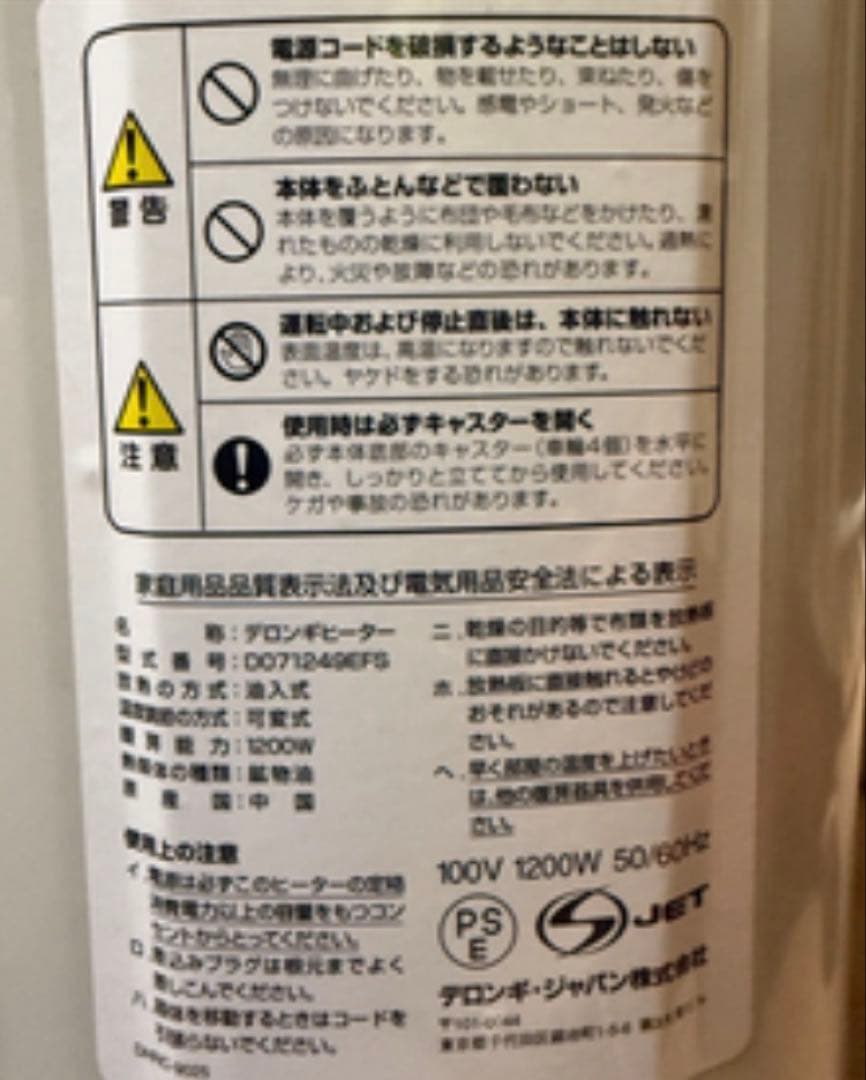 警告
電源コードを破損するようなことはしない
無理に曲げたり、物を載せたり、束ねたり、傷を
つけないでください。感電やショート、発火など
の原因になります。
本体をふとんなどで覆わない
本体を覆うように布団や毛布などをかけたり、濡
れたものの乾燥に利用しないでください。過熱に
より、火災や故障などの恐れがあります。
注意
運転中および停止直後は、本体に触れない
表面温度は、高温になりますので触れないでくだ
さい。ヤケドをする恐れがあります。
使用時は必ずキャスターを開く
必ず本体底部のキャスター(車輪4個)を水平に
開き、しっかりと立ててから使用してください。
ケガや事故の恐れがあります。
家庭用品品質表示法及び電気用品安全法による表示
名 称:デロンギヒーター
型式番号:D071249EFS
放熱の方式:油入式
温度調節の方式:可変式
暖房能力:1200W
熱媒体の種類:鉱物油
原産国:中国
使用上の注意
イ.電源は必ずこのヒーターの定格
消費電力以上の容量をもつコン
セントからとってください。
ロ.差込みプラグは根元までよく
差しこんでください。
ハ.器体を移動するときはコードを
引張らないでください。
ニ.乾燥の目的等で布類を放熱板
に直接かけないでください。
ホ.放熱板に直接触れるとやけどの
おそれがあるので注意してくだ
さい。
ヘ.早く部屋の温度を上げたいとき
は、他の暖房器具を併用してくだ
さい。
100V 1200W 50/60Hz
PSE
S JET
デロンギ・ジャパン株式会社
東京都千代田区